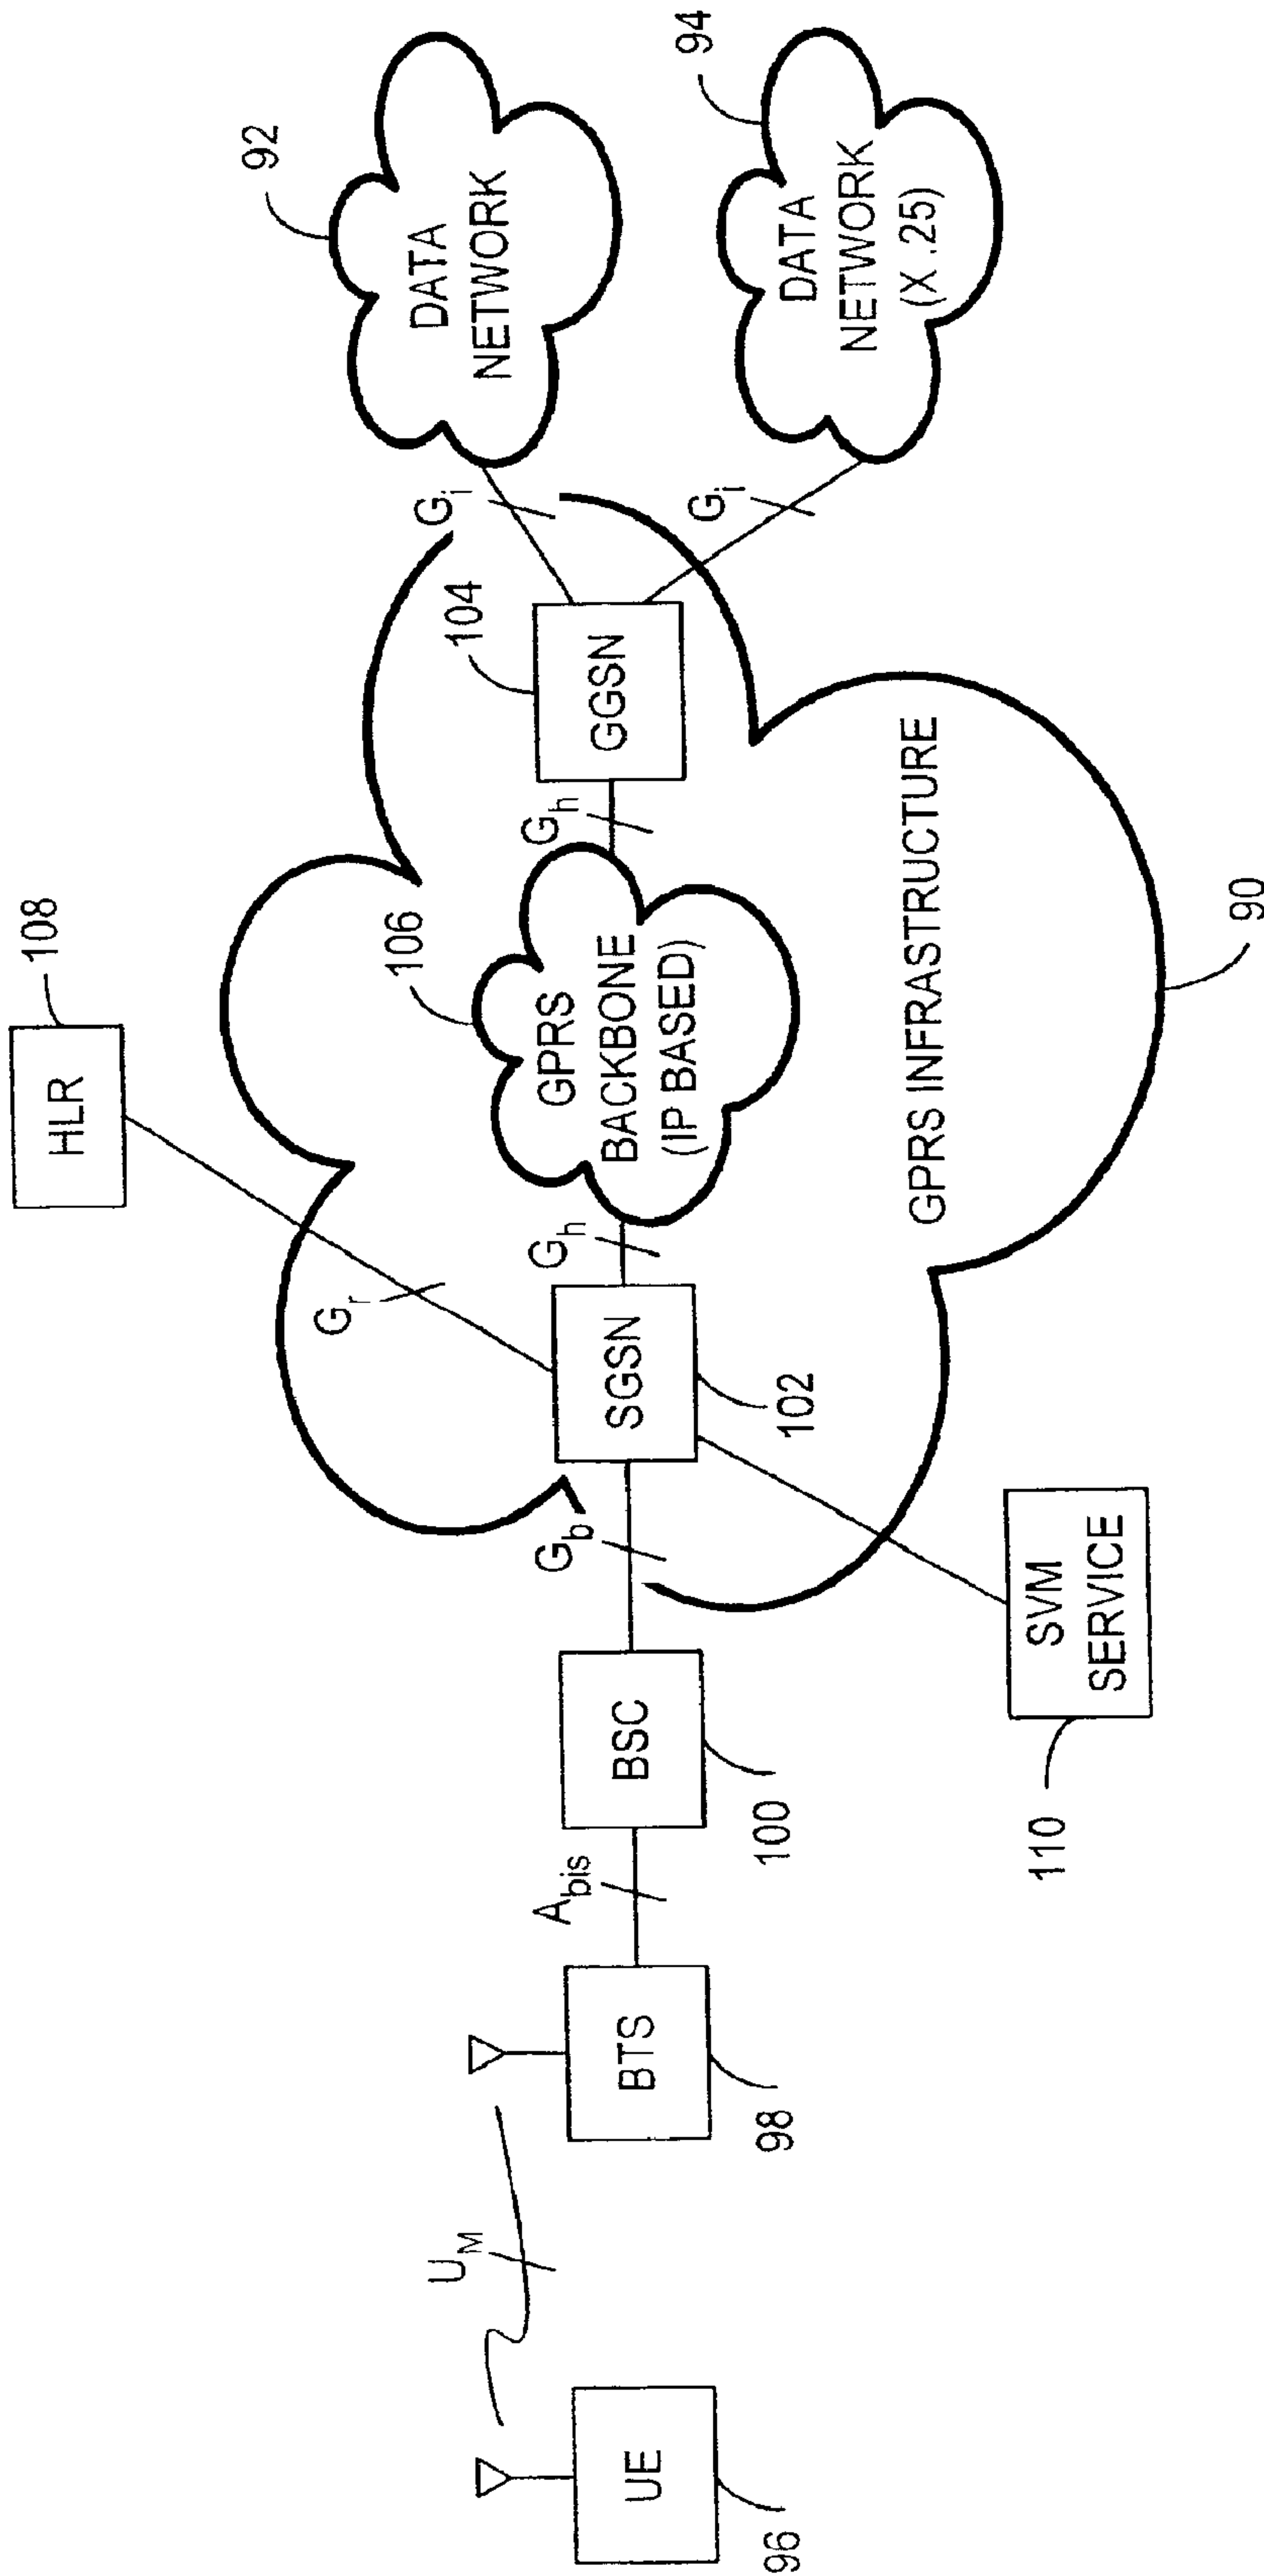 108
HLR
92
DATA
NETWORK
94
DATA
NETWORK
(X .25)
Gi
Gi
104
GGSN
Gh
106
GPRS
BACKBONE
(IP BASED)
Gh
Gr
SGSN
102
GPRS INFRASTRUCTURE
90
Gb
BSC
100
SVM
SERVICE
110
Abis
BTS
98
UM
UE
96